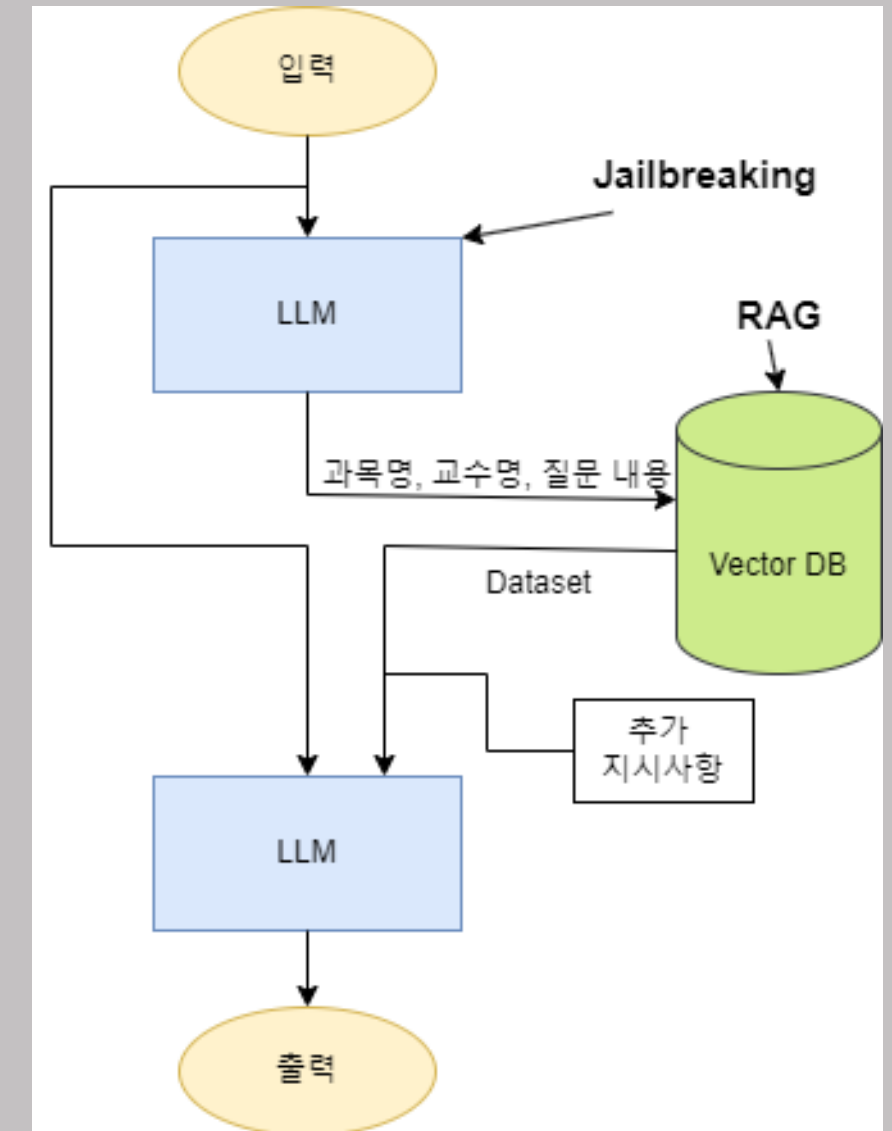 입력
Jailbreaking
LLM
RAG
과목명, 교수명, 질문 내용
Vector DB
Dataset
추가
지시사항
LLM
출력